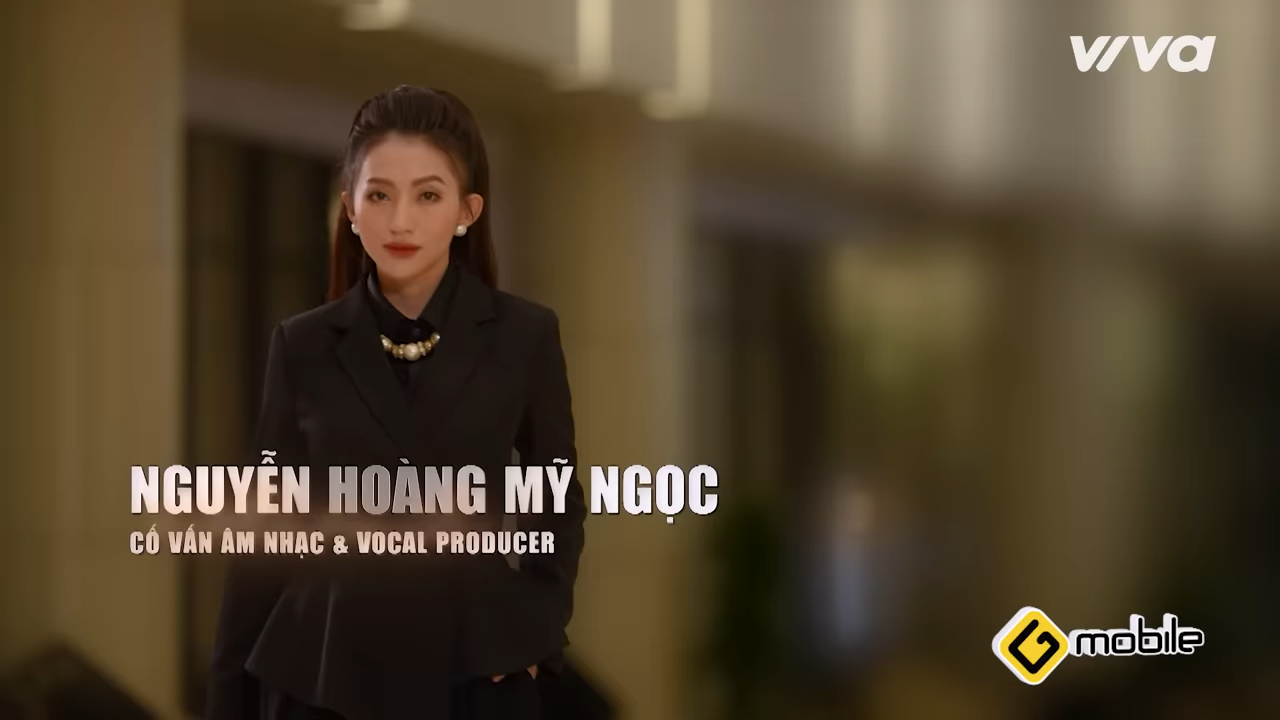 VIVA
NGUYỄN HOÀNG MỸ NGỌC
CỐ VẤN ÂM NHẠC & VOCAL PRODUCER
G mobile